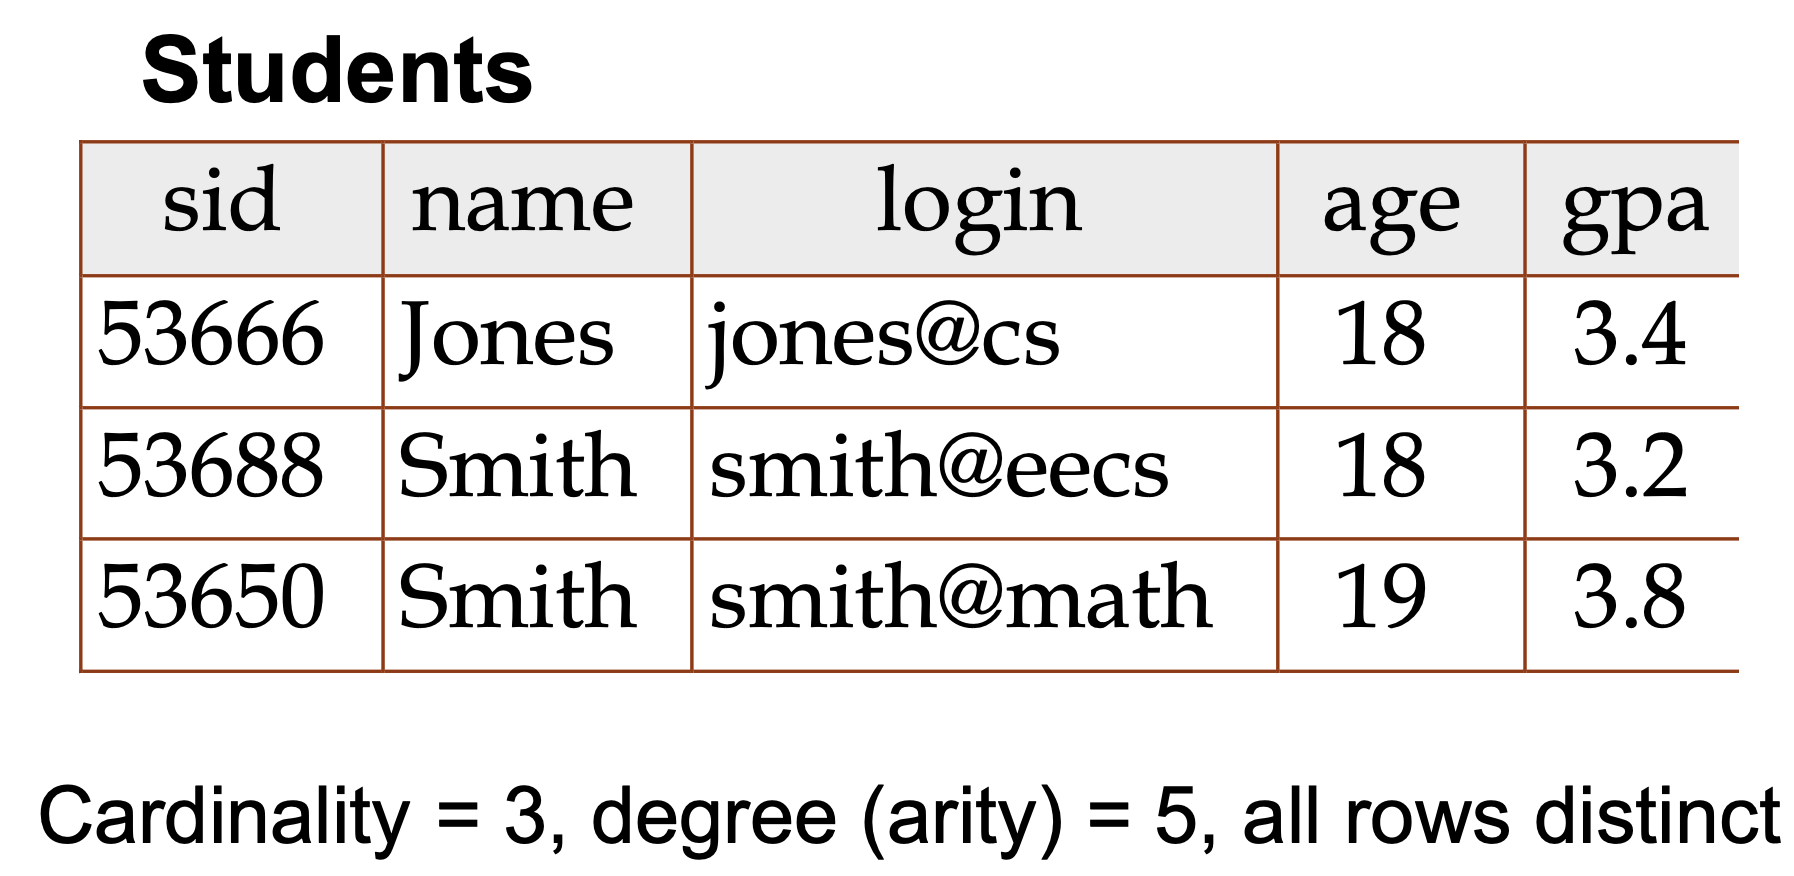 Students
sid name login age gpa
53666 Jones jones@cs 18 3.4
53688 Smith smith@eecs 18 3.2
53650 Smith smith@math 19 3.8
Cardinality = 3, degree (arity) = 5, all rows distinct